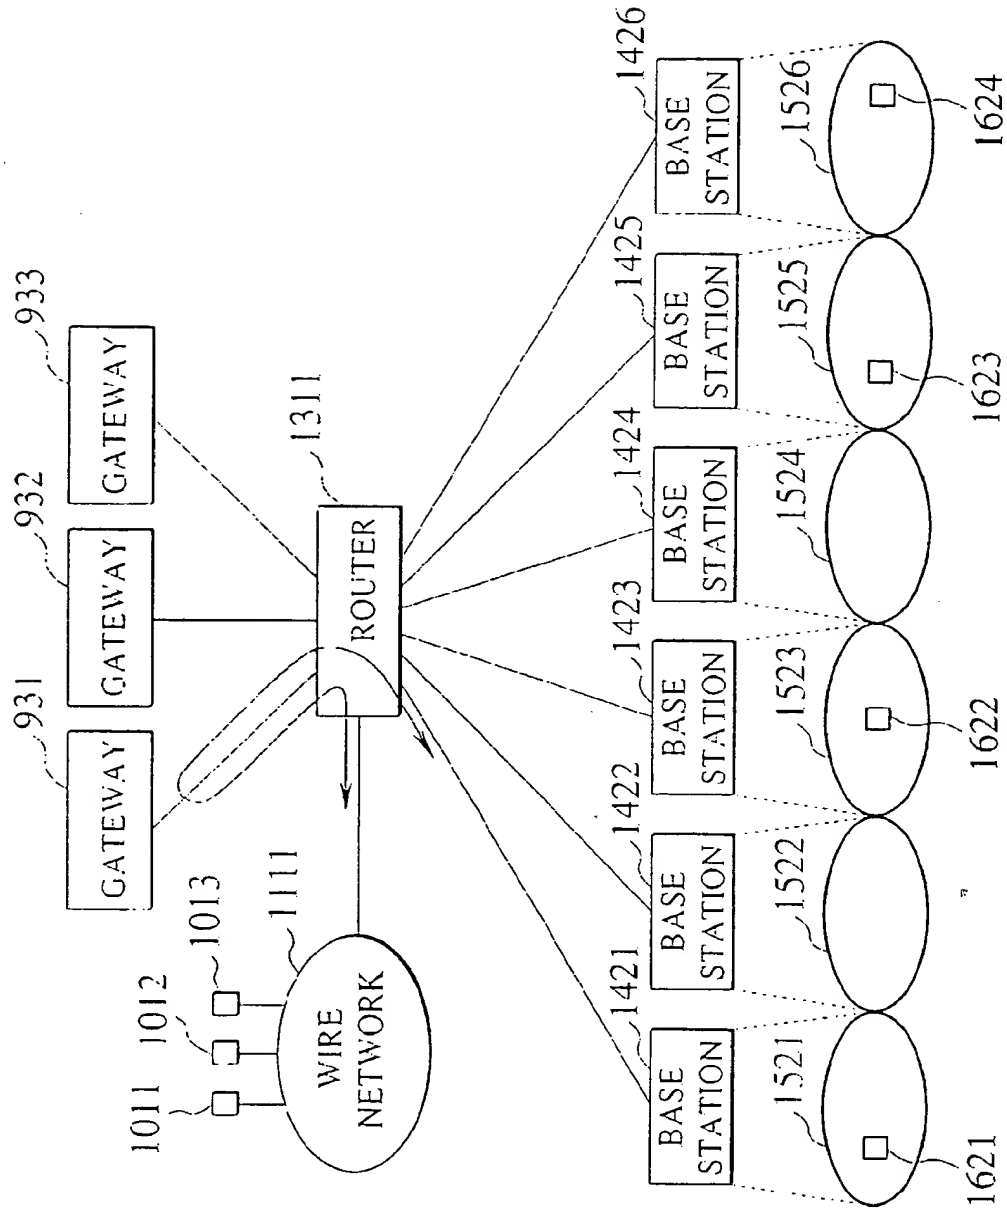 931
GATEWAY
932
GATEWAY
933
GATEWAY
1011
1012
1013
1111
WIRE
NETWORK
1311
ROUTER
1421
BASE
STATION
1422
BASE
STATION
1423
BASE
STATION
1424
BASE
STATION
1425
BASE
STATION
1426
BASE
STATION
1521
1522
1523
1524
1525
1526
1621
1622
1623
1624